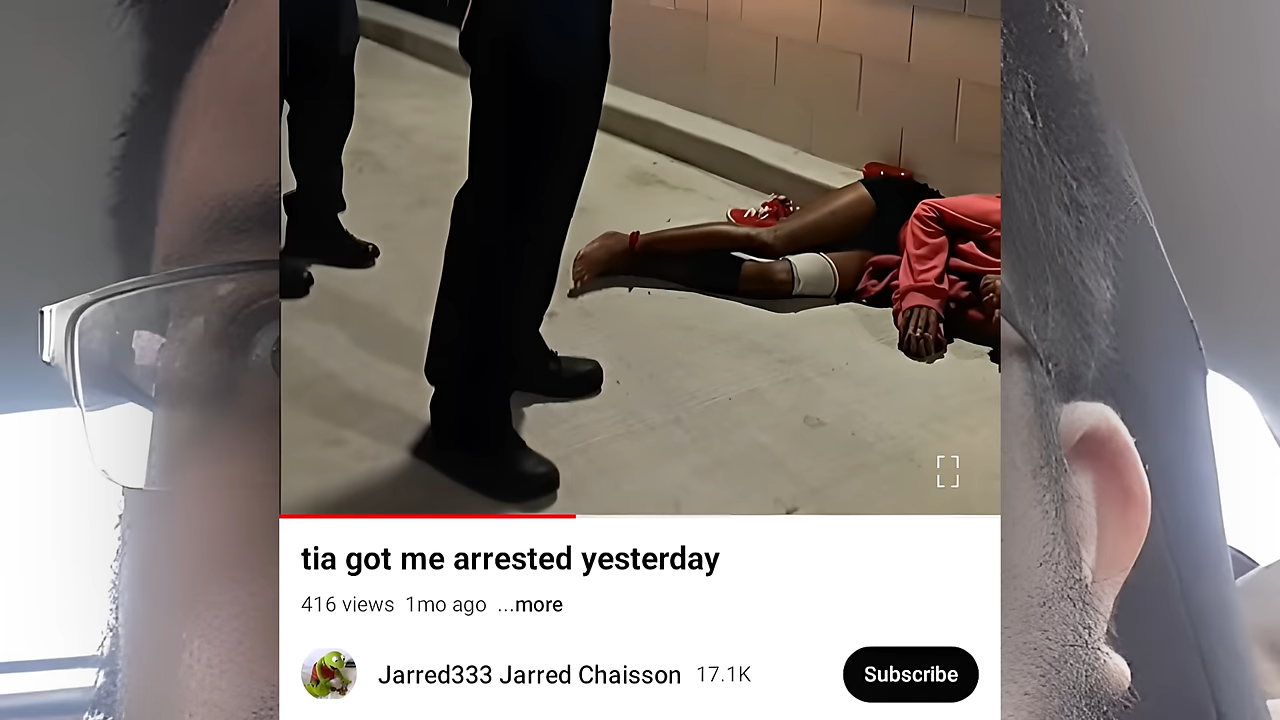 tia got me arrested yesterday
416 views 1mo ago ...more
Jarred333 Jarred Chaisson 17.1K Subscribe